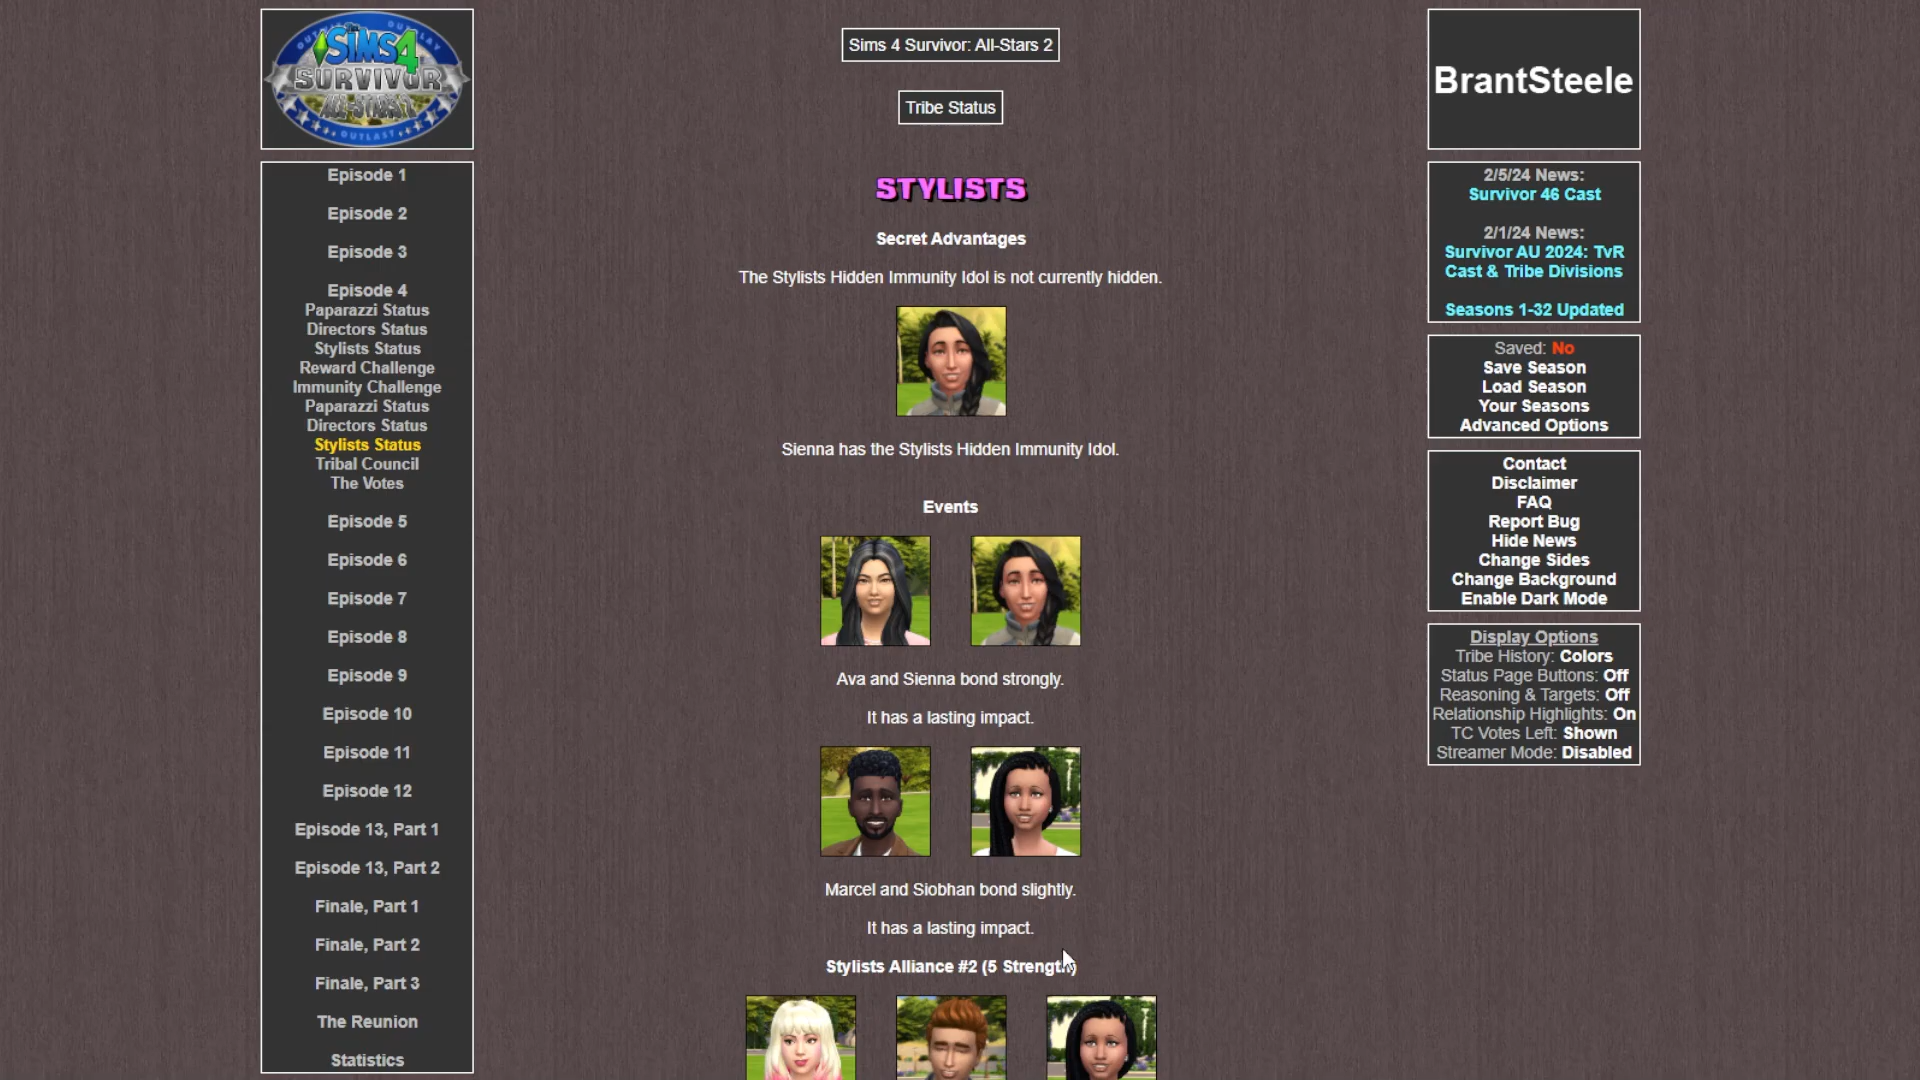 OUTWIT
OUTPLAY
The
SIMS 4
SURVIVOR
ALL-STARS 2
OUTLAST
Episode 1
Episode 2
Episode 3
Episode 4
Paparazzi Status
Directors Status
Stylists Status
Reward Challenge
Immunity Challenge
Paparazzi Status
Directors Status
Stylists Status
Tribal Council
The Votes
Episode 5
Episode 6
Episode 7
Episode 8
Episode 9
Episode 10
Episode 11
Episode 12
Episode 13, Part 1
Episode 13, Part 2
Finale, Part 1
Finale, Part 2
Finale, Part 3
The Reunion
Statistics
Sims 4 Survivor: All-Stars 2
Tribe Status
STYLISTS
Secret Advantages
The Stylists Hidden Immunity Idol is not currently hidden.
Sienna has the Stylists Hidden Immunity Idol.
Events
Ava and Sienna bond strongly.
It has a lasting impact.
Marcel and Siobhan bond slightly.
It has a lasting impact.
Stylists Alliance #2 (5 Strength)
BrantSteele
2/5/24 News:
Survivor 46 Cast
2/1/24 News:
Survivor AU 2024: TvR
Cast & Tribe Divisions
Seasons 1-32 Updated
Saved: No
Save Season
Load Season
Your Seasons
Advanced Options
Contact
Disclaimer
FAQ
Report Bug
Hide News
Change Sides
Change Background
Enable Dark Mode
Display Options
Tribe History: Colors
Status Page Buttons: Off
Reasoning & Targets: Off
Relationship Highlights: On
TC Votes Left: Shown
Streamer Mode: Disabled